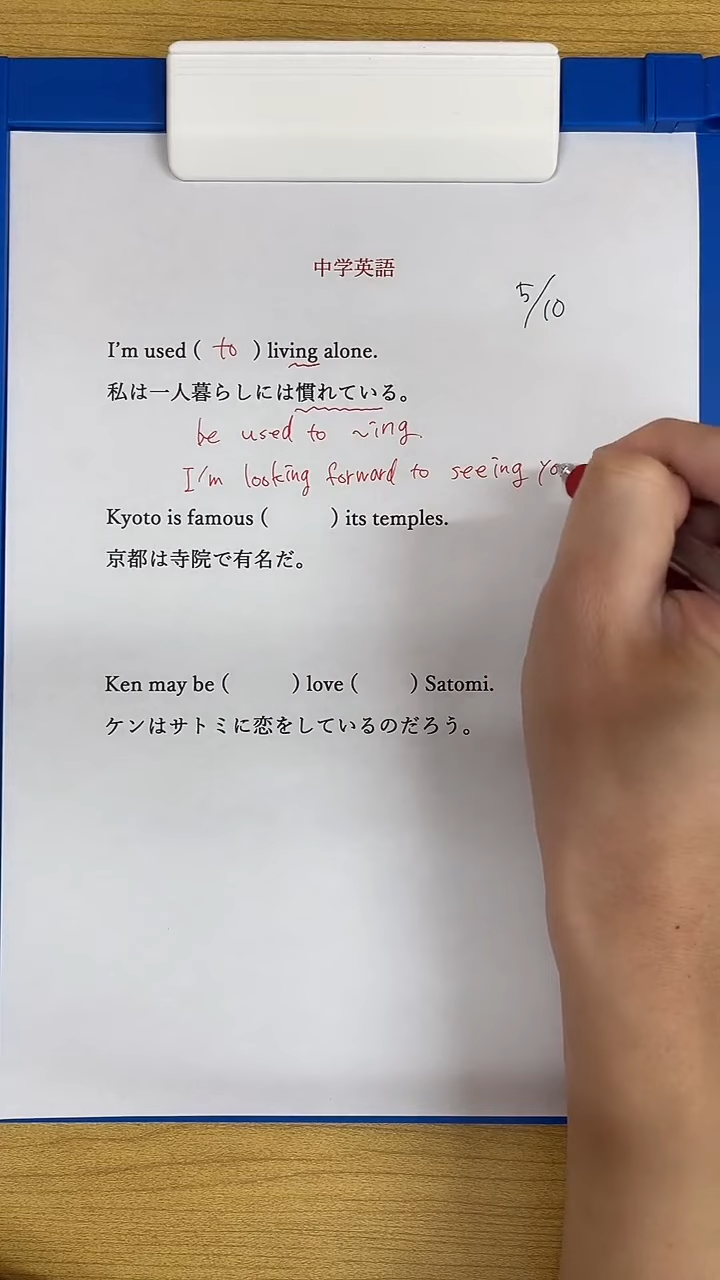 中学英語
5/10
I'm used ( to ) living alone.
私は一人暮らしには慣れている。
be used to ~ing.
I'm looking forward to seeing
Kyoto is famous (　　) its temples.
京都は寺院で有名だ。
Ken may be (　　) love (　　) Satomi.
ケンはサトミに恋をしているのだろう。